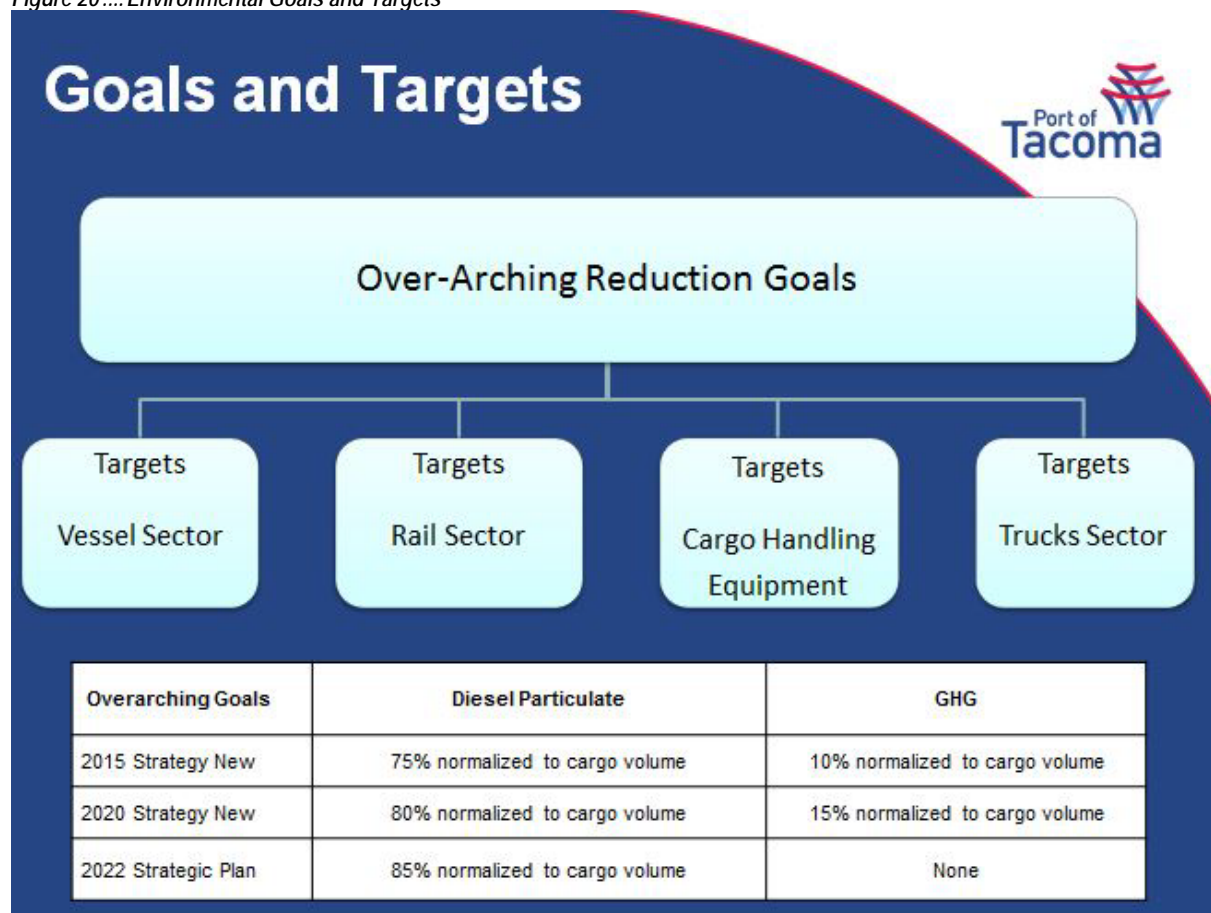 Figure 20.... Environmental Goals and Targets
Goals and Targets
Port of
Tacoma
Over-Arching Reduction Goals
Targets
Vessel Sector
Targets
Rail Sector
Targets
Cargo Handling
Equipment
Targets
Trucks Sector
Overarching Goals Diesel Particulate GHG
2015 Strategy New 75% normalized to cargo volume 10% normalized to cargo volume
2020 Strategy New 80% normalized to cargo volume 15% normalized to cargo volume
2022 Strategic Plan 85% normalized to cargo volume None